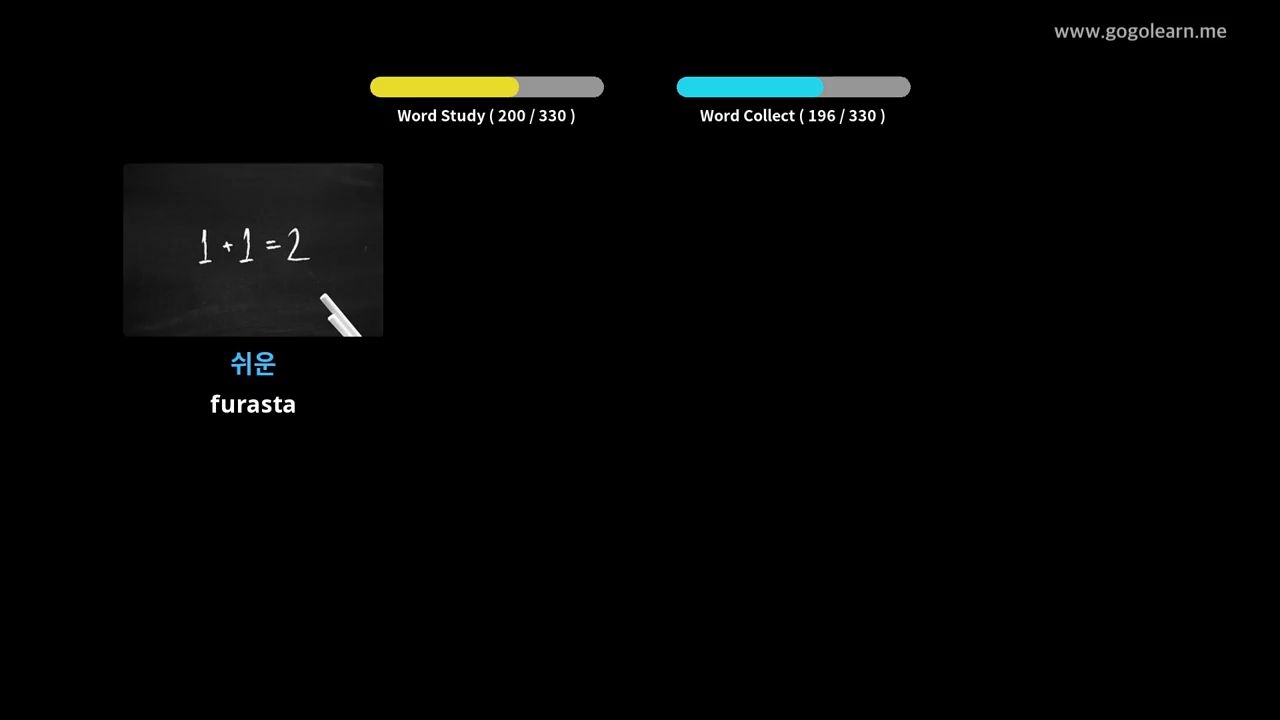 www.gogolearn.me
Word Study ( 200 / 330 )
Word Collect ( 196 / 330 )
1 + 1 = 2
쉬운
furasta